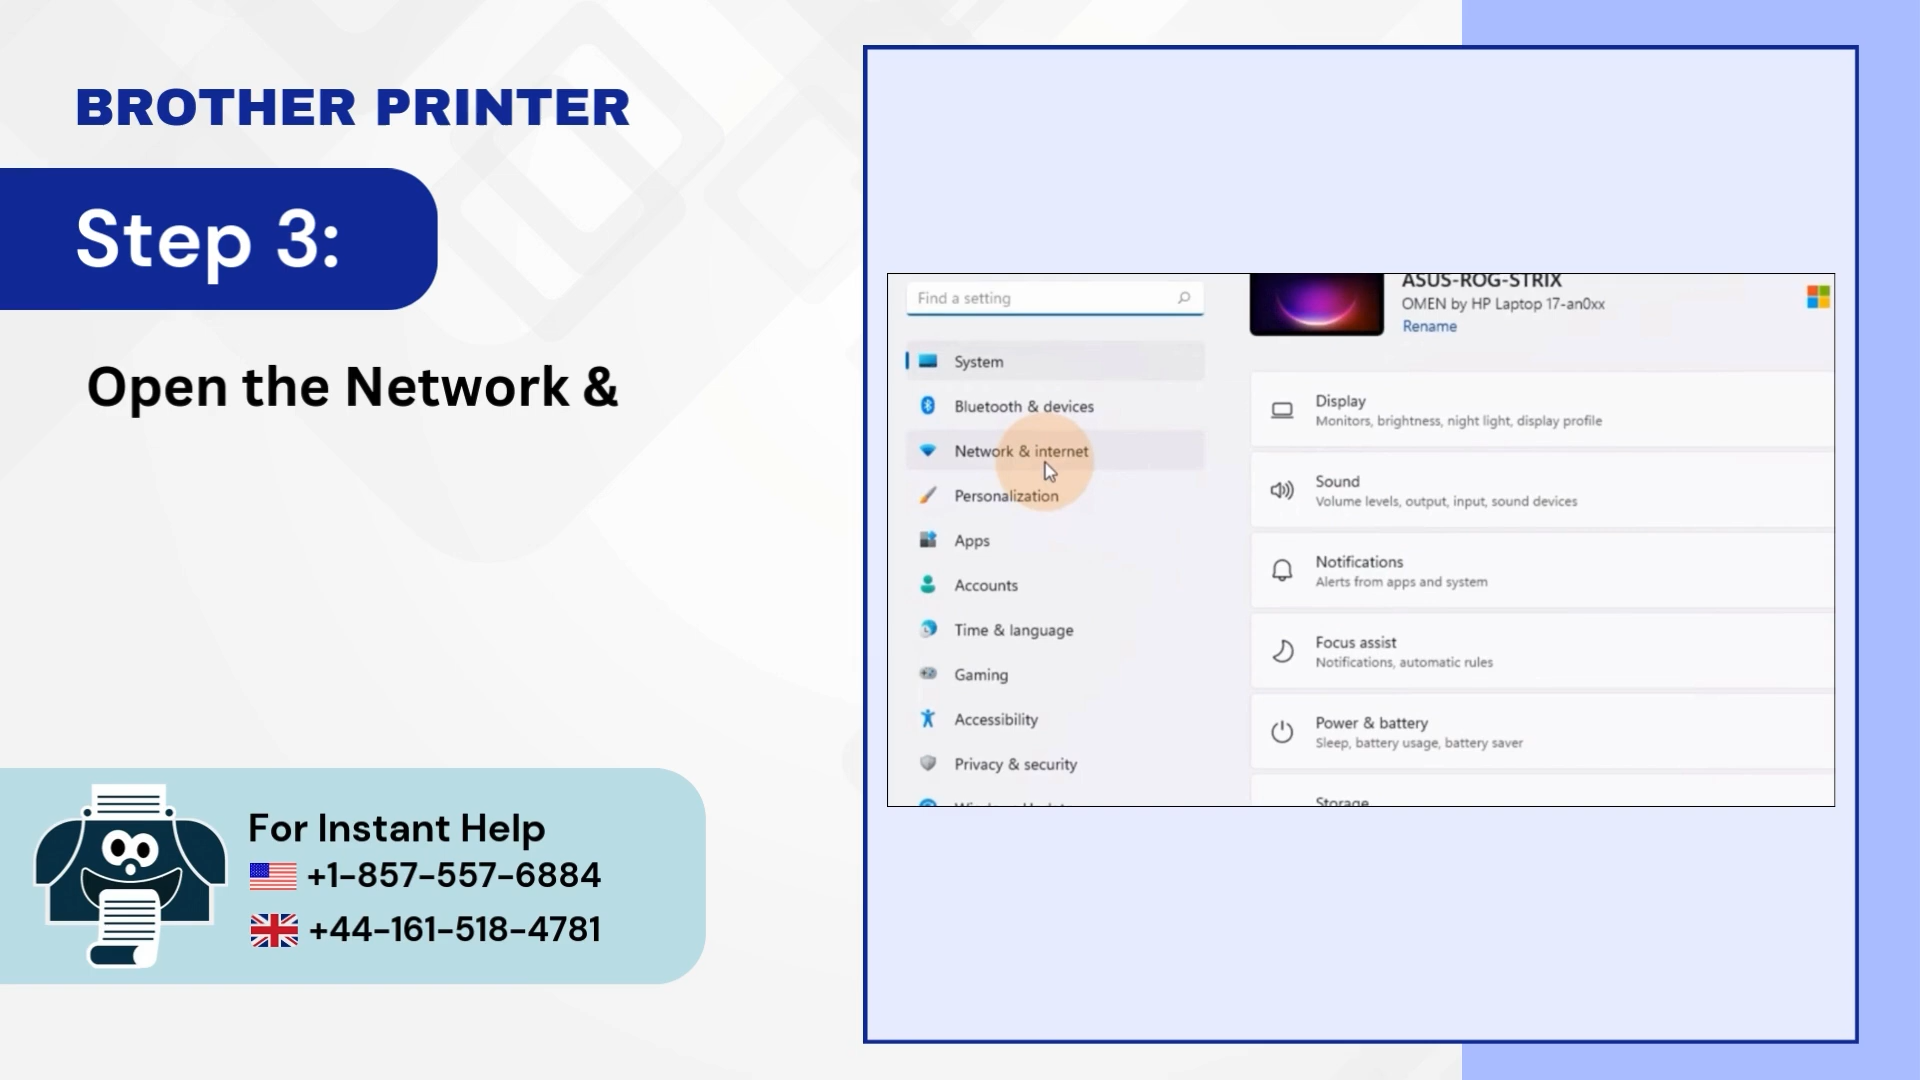 BROTHER PRINTER
Step 3:
Open the Network &
For Instant Help
+1-857-557-6884
+44-161-518-4781
Find a setting
System
Bluetooth & devices
Network & internet
Personalization
Apps
Accounts
Time & language
Gaming
Accessibility
Privacy & security
ASUS-ROG-STRIX
OMEN by HP Laptop 17-an0xx
Rename
Display
Monitors, brightness, night light, display profile
Sound
Volume levels, output, input, sound devices
Notifications
Alerts from apps and system
Focus assist
Notifications, automatic rules
Power & battery
Sleep, battery usage, battery saver
Storage